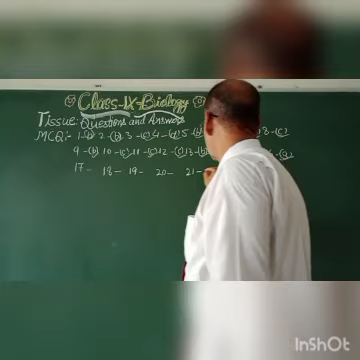 Class-IX-Biology
Tissue: Questions and Answers
MCQ:- 2-(b) 3-(c) 4- 5- 8-(c)
9-(b) 10-(c) 11-(c) 12-(c) 13-(b) (a)
17- 18- 19- 20- 21-
InShOt